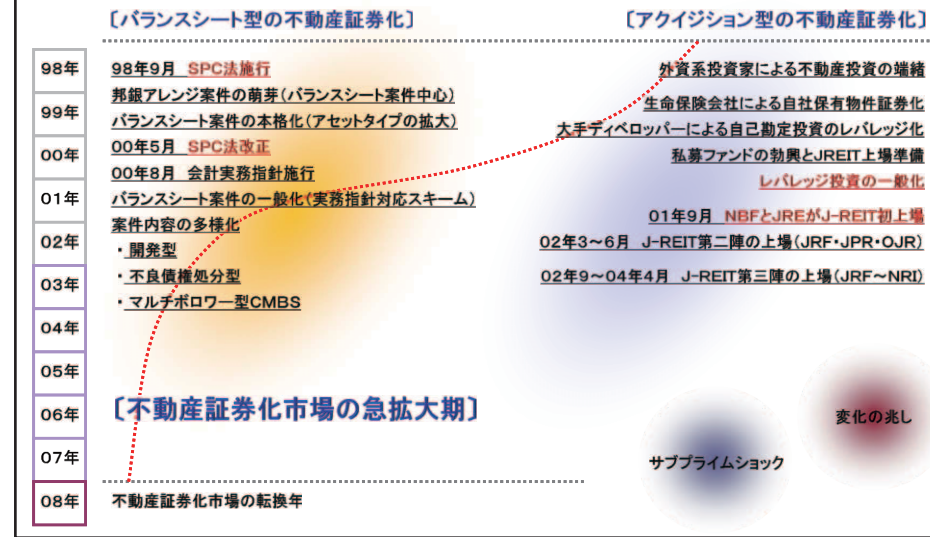 〔バランスシート型の不動産証券化〕
〔アクイジション型の不動産証券化〕
98年
99年
00年
01年
02年
03年
04年
05年
06年
07年
08年
98年9月 SPC法施行
邦銀アレンジ案件の萌芽(バランスシート案件中心)
バランスシート案件の本格化(アセットタイプの拡大)
00年5月 SPC法改正
00年8月 会計実務指針施行
バランスシート案件の一般化(実務指針対応スキーム)
案件内容の多様化
・開発型
・不良債権処分型
・マルチボロワー型CMBS
外資系投資家による不動産投資の端緒
生命保険会社による自社保有物件証券化
大手ディベロッパーによる自己勘定投資のレバレッジ化
私募ファンドの勃興とJREIT上場準備
レバレッジ投資の一般化
01年9月 NBFとJREがJ-REIT初上場
02年3~6月 J-REIT第二陣の上場(JRF・JPR・OJR)
02年9~04年4月 J-REIT第三陣の上場(JRF~NRI)
〔不動産証券化市場の急拡大期〕
変化の兆し
サブプライムショック
不動産証券化市場の転換年